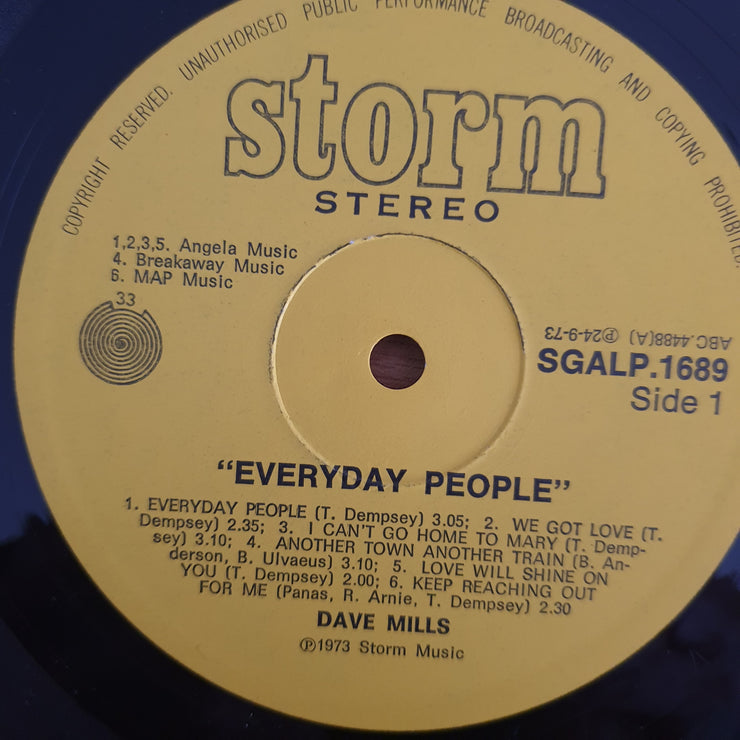 COPYRIGHT RESERVED. UNAUTHORISED PUBLIC PERFORMANCE BROADCASTING AND COPYING PROHIBITED.
storm
STEREO
1,2,3,5. Angela Music
4. Breakaway Music
6. MAP Music
33
ABC.4488(A) Ⓟ24-9-73
SGALP.1689
Side 1
"EVERYDAY PEOPLE"
1. EVERYDAY PEOPLE (T. Dempsey) 3.05; 2. WE GOT LOVE (T.
Dempsey) 2.35; 3. I CAN'T GO HOME TO MARY (T. Demp-
sey) 3.10; 4. ANOTHER TOWN ANOTHER TRAIN (B. An-
derson, B. Ulvaeus) 3.10; 5. LOVE WILL SHINE ON
YOU (T. Dempsey) 2.00; 6. KEEP REACHING OUT
FOR ME (Panas, R. Arnie, T. Dempsey) 2.30
DAVE MILLS
Ⓟ1973 Storm Music